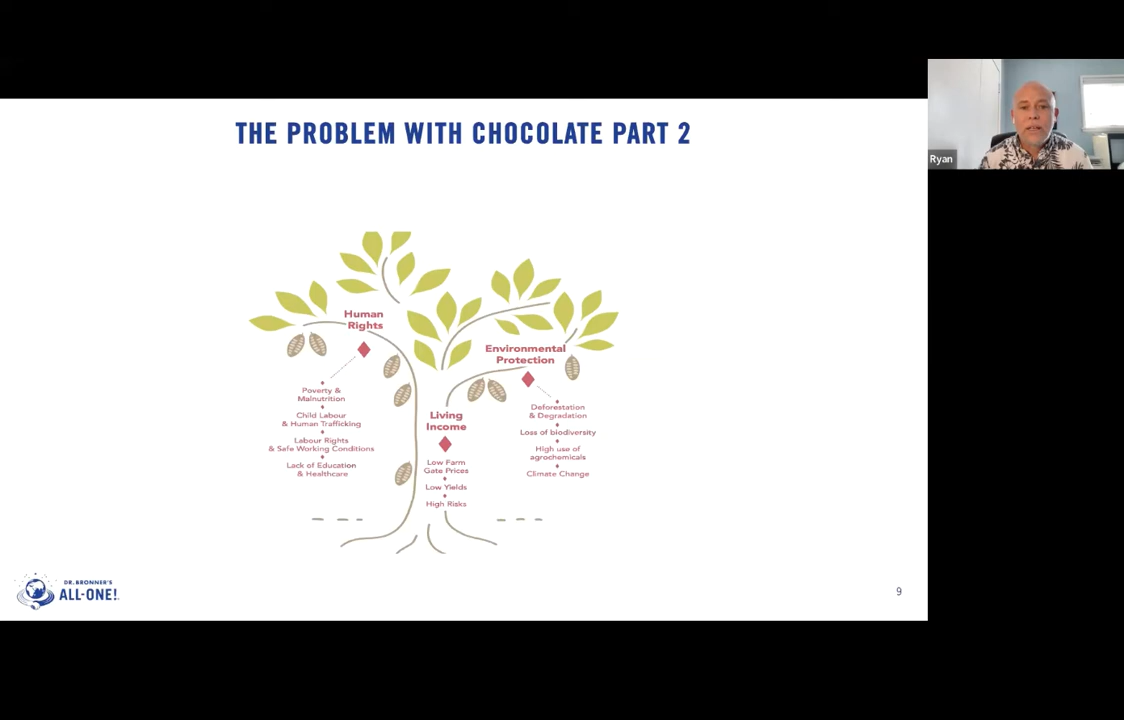 THE PROBLEM WITH CHOCOLATE PART 2
Ryan
Human
Rights
Poverty &
Malnutrition
Child Labour
& Human Trafficking
Labour Rights
& Safe Working Conditions
Lack of Education
& Healthcare
Living
Income
Low Farm
Gate Prices
Low Yields
High Risks
Environmental
Protection
Deforestation
& Degradation
Loss of biodiversity
High use of
agrochemicals
Climate Change
DR. BRONNER'S
ALL-ONE!
9